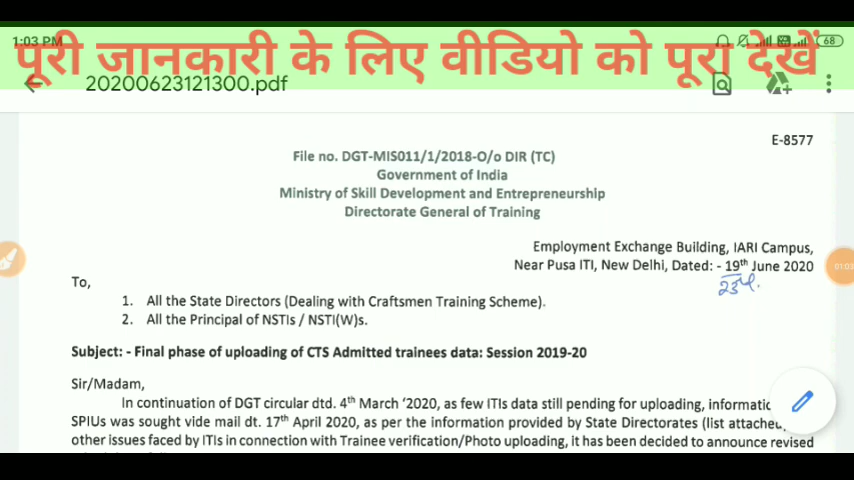 1:03 PM
68
पूरी जानकारी के लिए वीडियो को पूरा देखें
20200623121300.pdf
E-8577
File no. DGT-MIS011/1/2018-O/o DIR (TC)
Government of India
Ministry of Skill Development and Entrepreneurship
Directorate General of Training
Employment Exchange Building, IARI Campus,
Near Pusa ITI, New Delhi, Dated: - 19th June 2020
23rd
To,
1. All the State Directors (Dealing with Craftsmen Training Scheme).
2. All the Principal of NSTIs / NSTI(W)s.
01:03
Subject: - Final phase of uploading of CTS Admitted trainees data: Session 2019-20
Sir/Madam,
In continuation of DGT circular dtd. 4th March '2020, as few ITIs data still pending for uploading,
SPIUs was sought vide mail dt. 17th April 2020, as per the information provided by State Directorates (list attached
other issues faced by ITIs in connection with Trainee verification/Photo uploading, it has been decided to announce revised